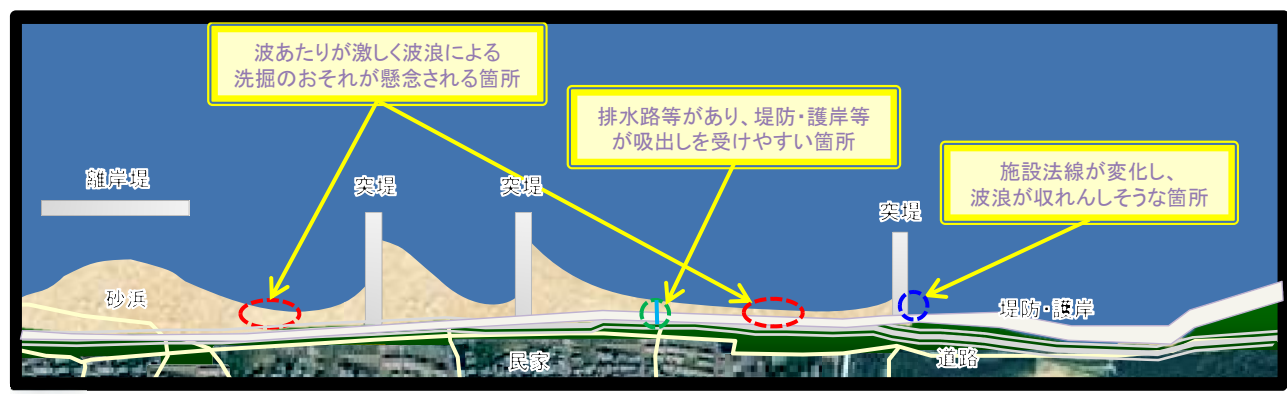 波あたりが激しく波浪による
洗掘のおそれが懸念される箇所
排水路等があり、堤防・護岸等
が吸出しを受けやすい箇所
施設法線が変化し、
波浪が収れんしそうな箇所
離岸堤
突堤
突堤
突堤
砂浜
堤防・護岸
民家
道路